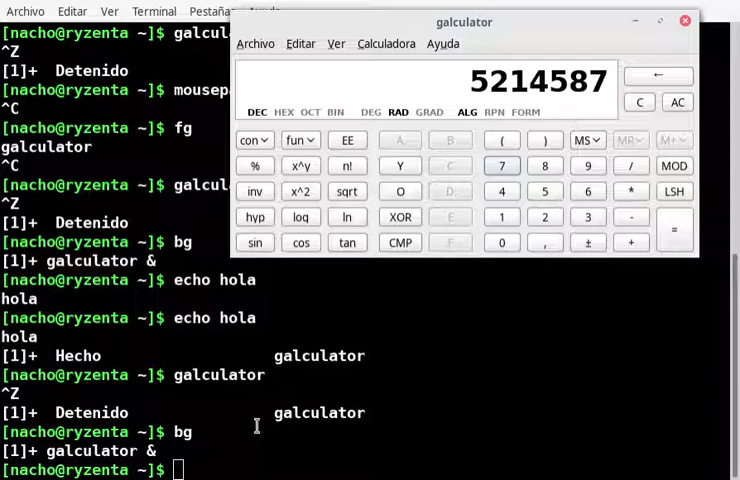 Archivo Editar Ver Terminal Pestañas
[nacho@ryzenta ~]$ galcul
^Z
[1]+ Detenido
[nacho@ryzenta ~]$ mousep
^C
[nacho@ryzenta ~]$ fg
galculator
^C
[nacho@ryzenta ~]$ galcul
^Z
[1]+ Detenido
[nacho@ryzenta ~]$ bg
[1]+ galculator &
[nacho@ryzenta ~]$ echo hola
hola
[nacho@ryzenta ~]$ echo hola
hola
[1]+ Hecho galculator
[nacho@ryzenta ~]$ galculator
^Z
[1]+ Detenido galculator
[nacho@ryzenta ~]$ bg
[1]+ galculator &
[nacho@ryzenta ~]$
galculator
Archivo Editar Ver Calculadora Ayuda
5214587
DEC HEX OCT BIN DEG RAD GRAD ALG RPN FORM
← 
C AC
con fun EE A B ( ) MS MR M+
% x^y n! Y C 7 8 9 / MOD
inv x^2 sqrt O D 4 5 6 * LSH
hyp log ln XOR E 1 2 3 - =
sin cos tan CMP F 0 , ± +